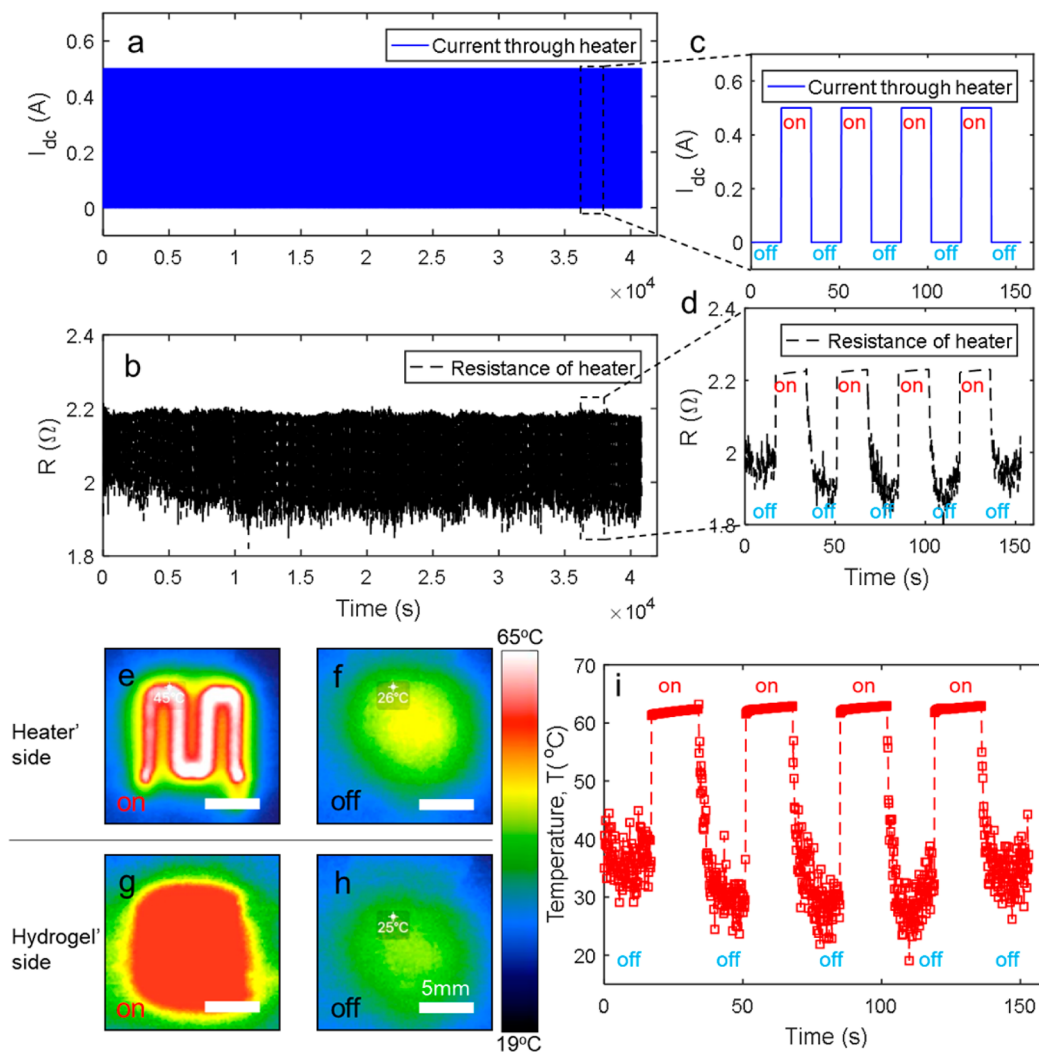 a
Current through heater
0.6
0.4
0.2
0
I_dc (A)
0 0.5 1 1.5 2 2.5 3 3.5 4
×10^4
c
Current through heater
0.6
0.4
0.2
0
I_dc (A)
on on on on
off off off off off
0 50 100 150
b
Resistance of heater
2.4
2.2
2
1.8
R (Ω)
0 0.5 1 1.5 2 2.5 3 3.5 4
Time (s)
×10^4
d
Resistance of heater
2.4
2.2
2
1.8
R (Ω)
on on on on
off off off off off
0 50 100 150
Time (s)
Heater'
side
e
45°C
on
f
26°C
off
65°C
19°C
Hydrogel'
side
g
on
h
25°C
off
5mm
i
70
60
50
40
30
20
Temperature, T( °C)
on on on on
off off off off off
0 50 100 150
Time (s)